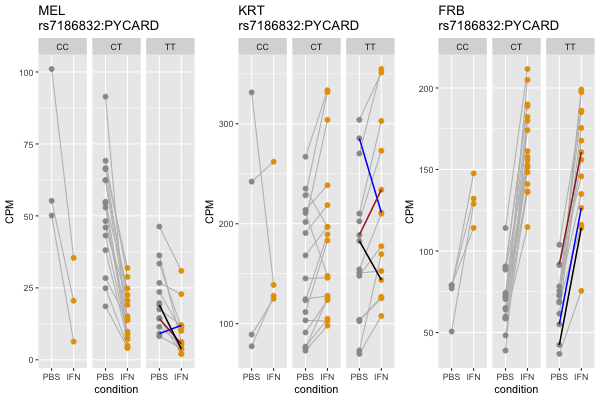 MEL
rs7186832:PYCARD
CC CT TT
CPM
100
75
50
25
0
PBS IFN PBS IFN PBS IFN
condition
KRT
rs7186832:PYCARD
CC CT TT
CPM
300
200
100
PBS IFN PBS IFN PBS IFN
condition
FRB
rs7186832:PYCARD
CC CT TT
CPM
200
150
100
50
PBS IFN PBS IFN PBS IFN
condition